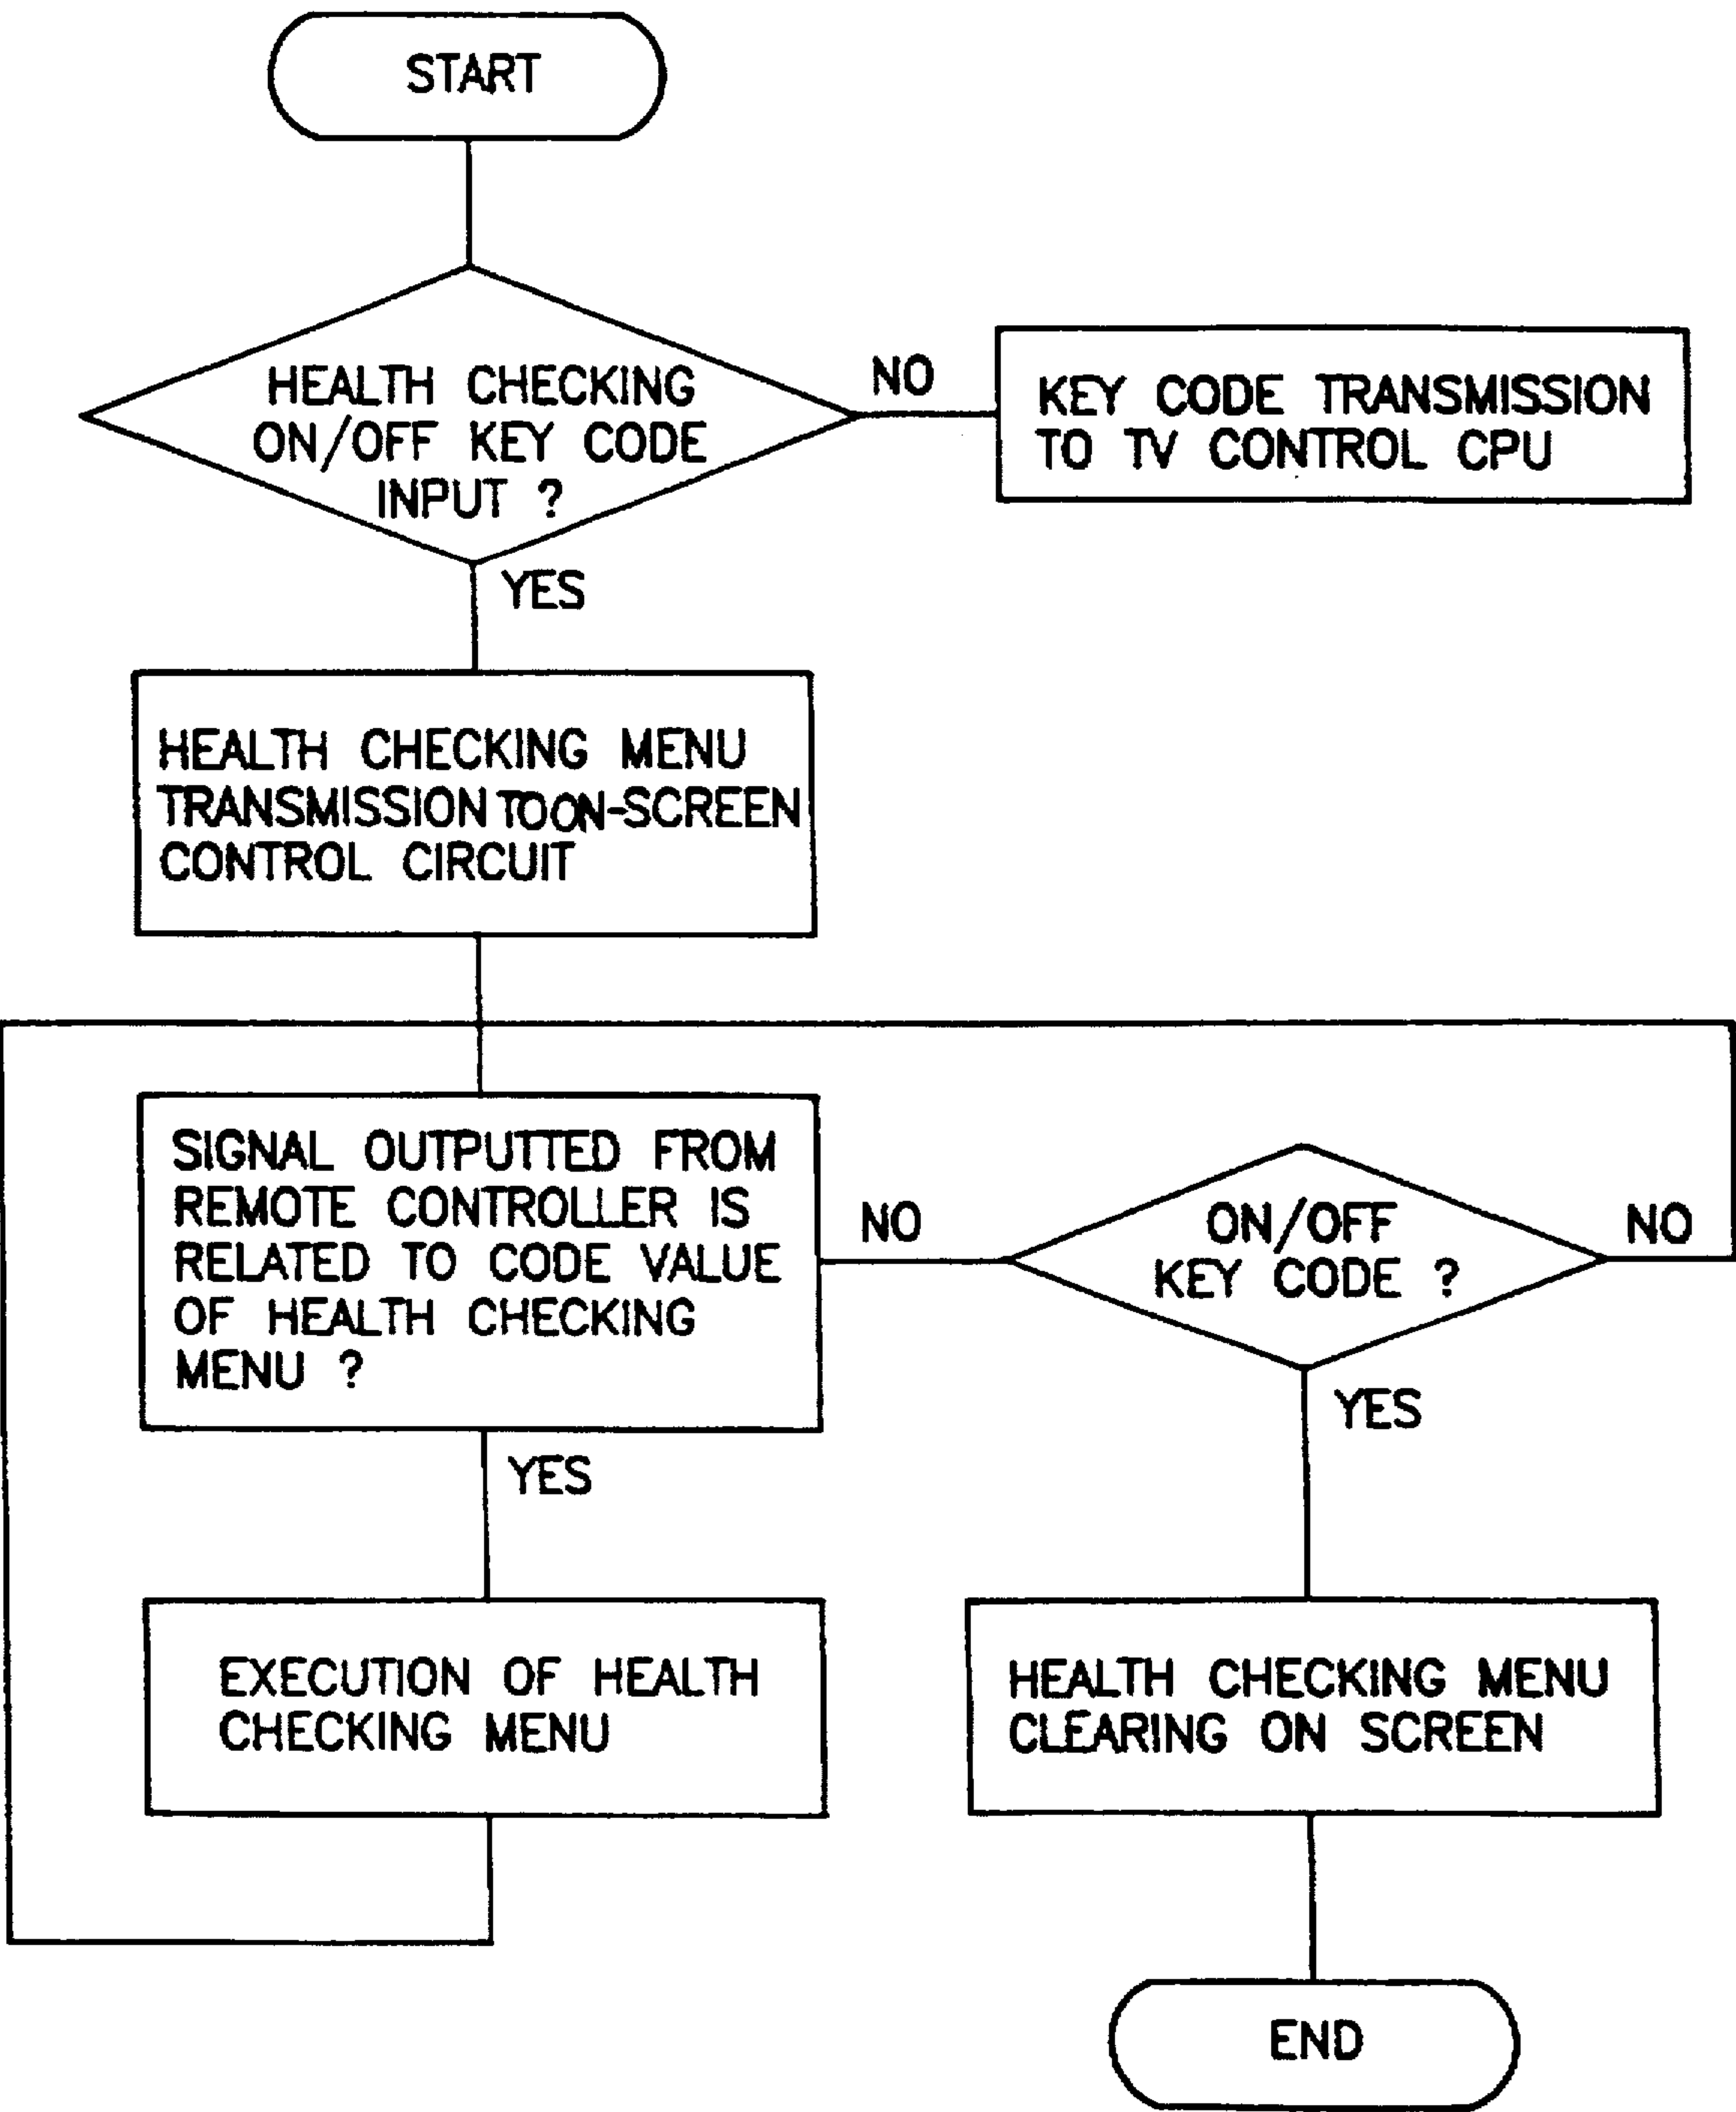 START
HEALTH CHECKING
ON/OFF KEY CODE
INPUT ?
NO
KEY CODE TRANSMISSION
TO TV CONTROL CPU
YES
HEALTH CHECKING MENU
TRANSMISSION TO ON-SCREEN
CONTROL CIRCUIT
SIGNAL OUTPUTTED FROM
REMOTE CONTROLLER IS
RELATED TO CODE VALUE
OF HEALTH CHECKING
MENU ?
NO
ON/OFF
KEY CODE ?
NO
YES
YES
EXECUTION OF HEALTH
CHECKING MENU
HEALTH CHECKING MENU
CLEARING ON SCREEN
END